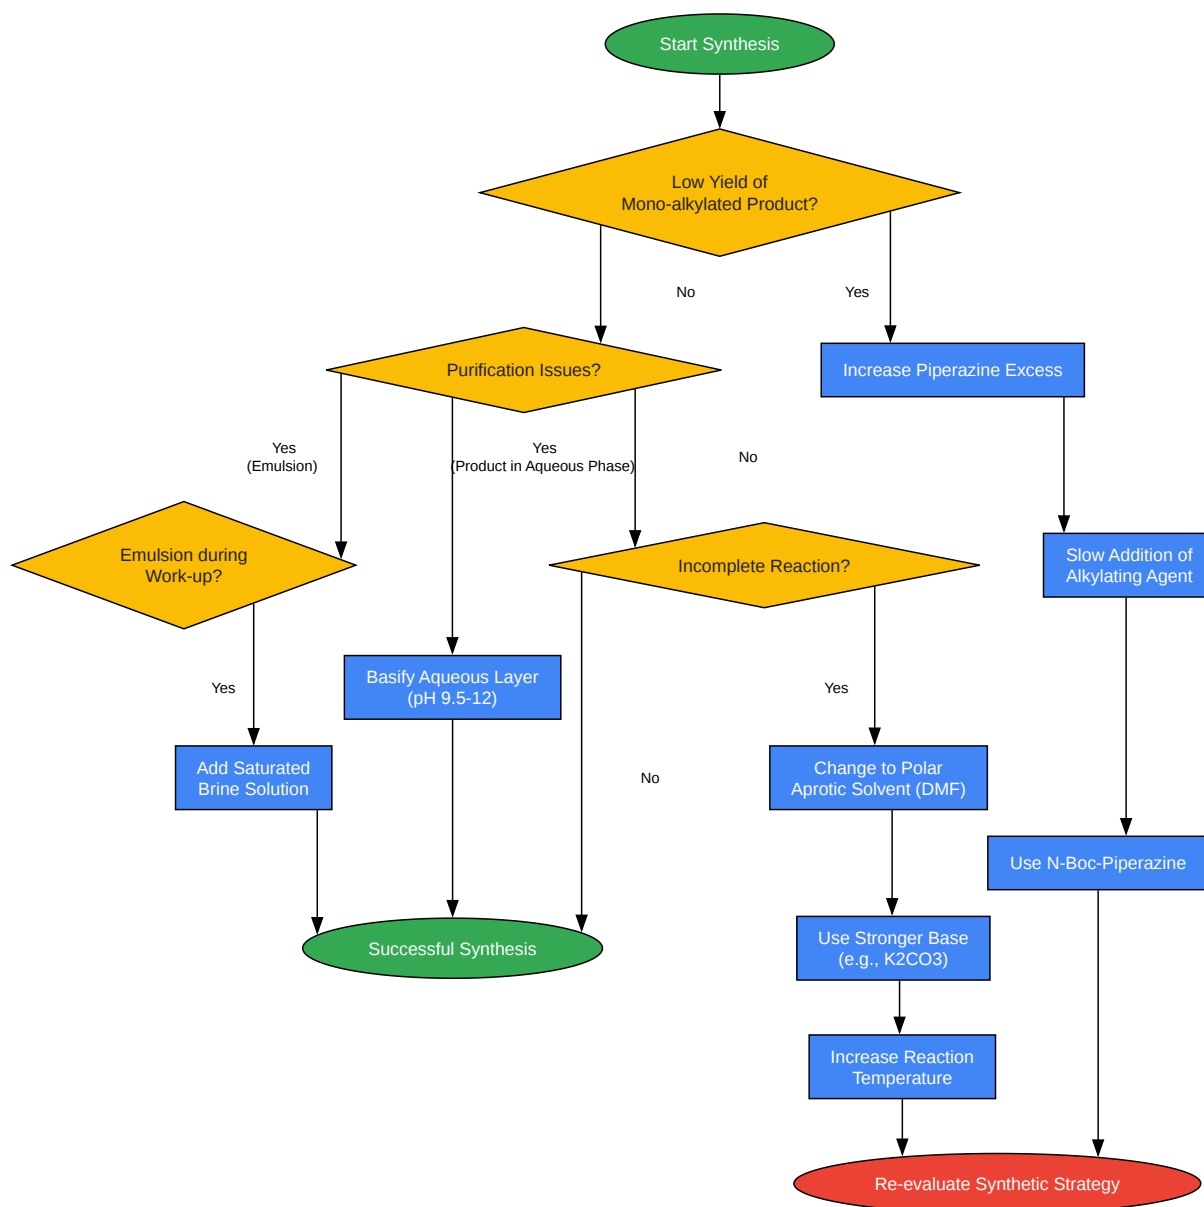 Start Synthesis
Low Yield of
Mono-alkylated Product?
No
Yes
Purification Issues?
Increase Piperazine Excess
Yes
(Emulsion)
Yes
(Product in Aqueous Phase)
No
Emulsion during
Work-up?
Incomplete Reaction?
Slow Addition of
Alkylating Agent
Yes
Basify Aqueous Layer
(pH 9.5-12)
Yes
Add Saturated
Brine Solution
No
Change to Polar
Aprotic Solvent (DMF)
Use N-Boc-Piperazine
Successful Synthesis
Use Stronger Base
(e.g., K2CO3)
Increase Reaction
Temperature
Re-evaluate Synthetic Strategy